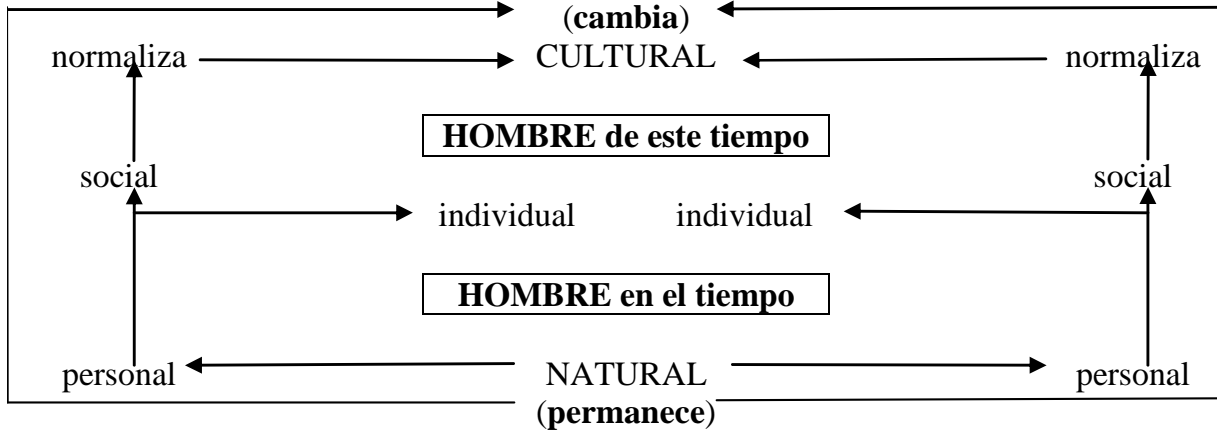 (cambia)
normaliza CULTURAL normaliza
HOMBRE de este tiempo
social social
individual individual
HOMBRE en el tiempo
personal NATURAL personal
(permanece)